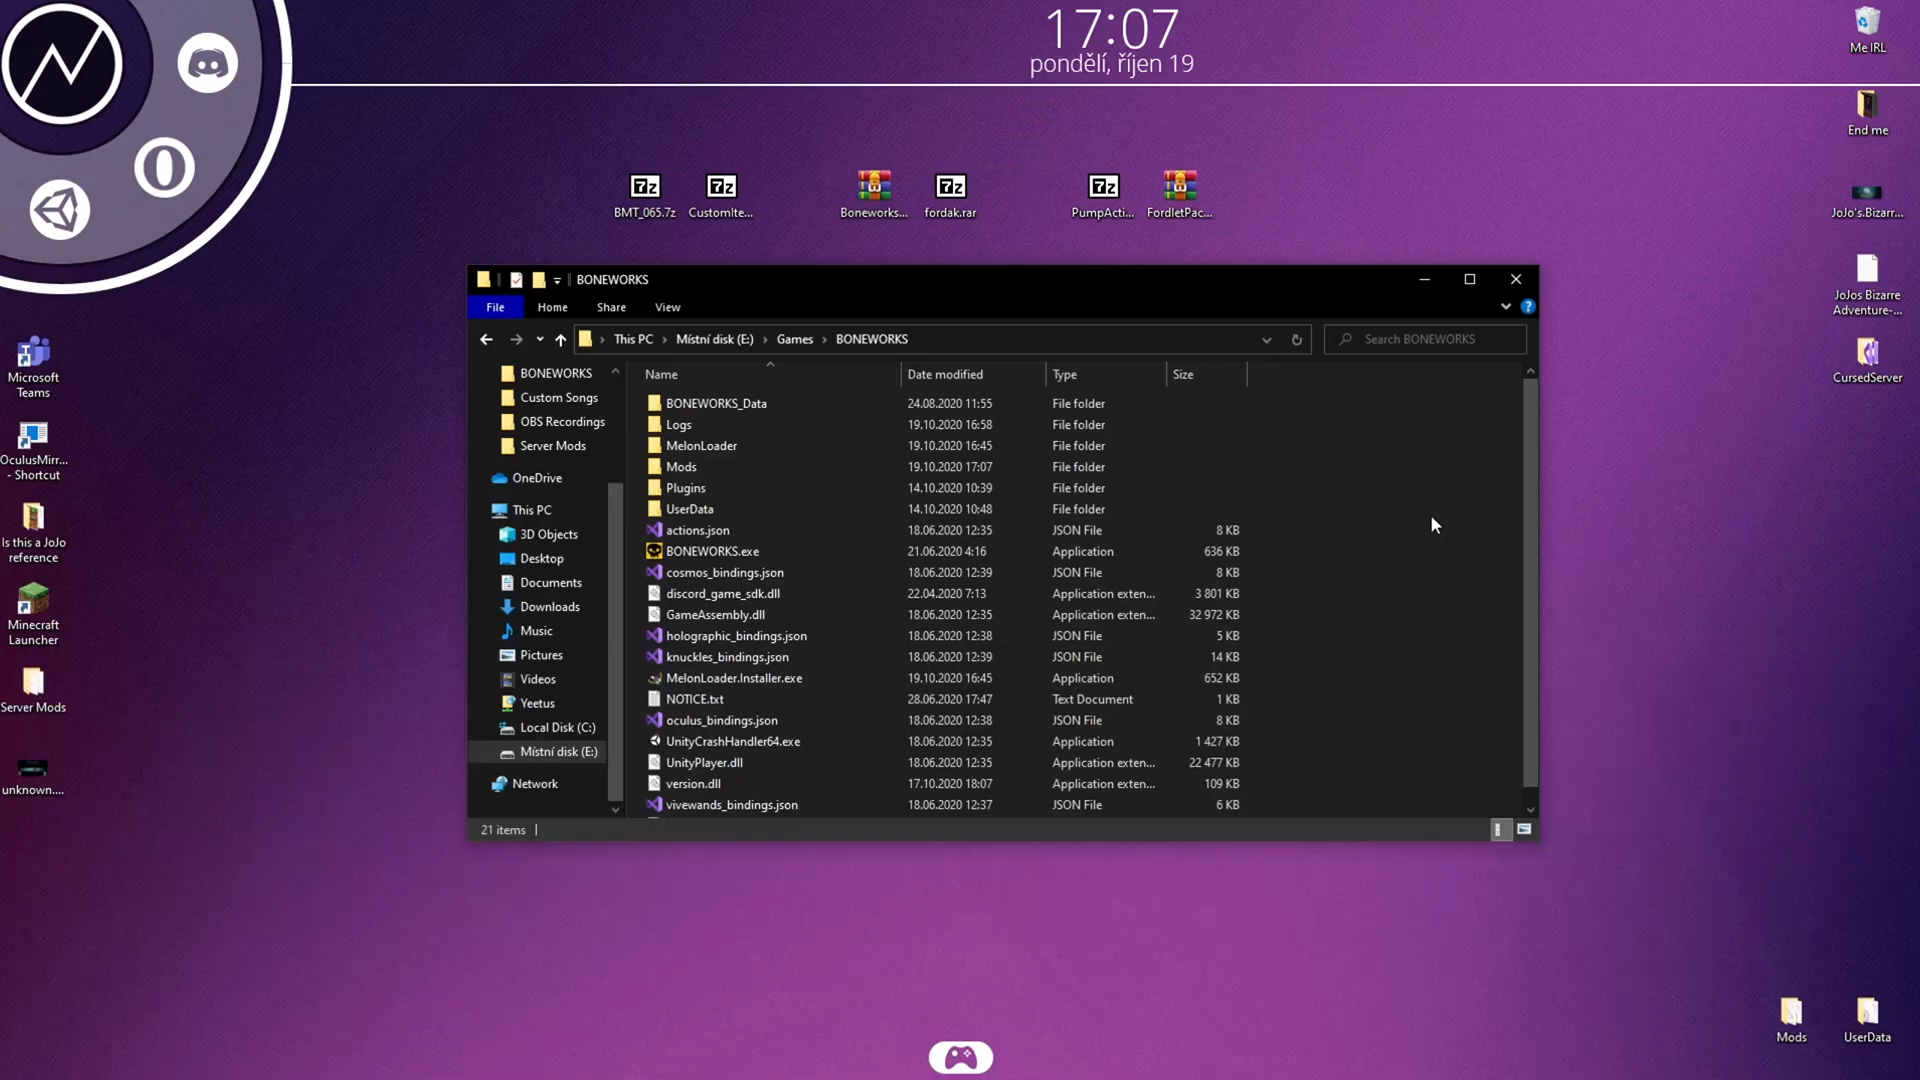 17:07
pondělí, říjen 19
Me IRL
End me
JoJo's.Bizarr...
JoJos Bizarre
Adventure-...
CursedServer
BMT_065.7z
CustomIte...
Boneworks...
fordak.rar
PumpActi...
FordletPac...
Microsoft
Teams
OculusMirr...
- Shortcut
Is this a JoJo
reference
Minecraft
Launcher
Server Mods
unknown....
BONEWORKS
File Home Share View
This PC Místní disk (E:) Games BONEWORKS
Search BONEWORKS
BONEWORKS
Custom Songs
OBS Recordings
Server Mods
OneDrive
This PC
3D Objects
Desktop
Documents
Downloads
Music
Pictures
Videos
Yeetus
Local Disk (C:)
Místní disk (E:)
Network
Name Date modified Type Size
BONEWORKS_Data 24.08.2020 11:55 File folder
Logs 19.10.2020 16:58 File folder
MelonLoader 19.10.2020 16:45 File folder
Mods 19.10.2020 17:07 File folder
Plugins 14.10.2020 10:39 File folder
UserData 14.10.2020 10:48 File folder
actions.json 18.06.2020 12:35 JSON File 8 KB
BONEWORKS.exe 21.06.2020 4:16 Application 636 KB
cosmos_bindings.json 18.06.2020 12:39 JSON File 8 KB
discord_game_sdk.dll 22.04.2020 7:13 Application exten... 3 801 KB
GameAssembly.dll 18.06.2020 12:35 Application exten... 32 972 KB
holographic_bindings.json 18.06.2020 12:38 JSON File 5 KB
knuckles_bindings.json 18.06.2020 12:39 JSON File 14 KB
MelonLoader.Installer.exe 19.10.2020 16:45 Application 652 KB
NOTICE.txt 28.06.2020 17:47 Text Document 1 KB
oculus_bindings.json 18.06.2020 12:38 JSON File 8 KB
UnityCrashHandler64.exe 18.06.2020 12:35 Application 1 427 KB
UnityPlayer.dll 18.06.2020 12:35 Application exten... 22 477 KB
version.dll 17.10.2020 18:07 Application exten... 109 KB
vivewands_bindings.json 18.06.2020 12:37 JSON File 6 KB
21 items
Mods
UserData